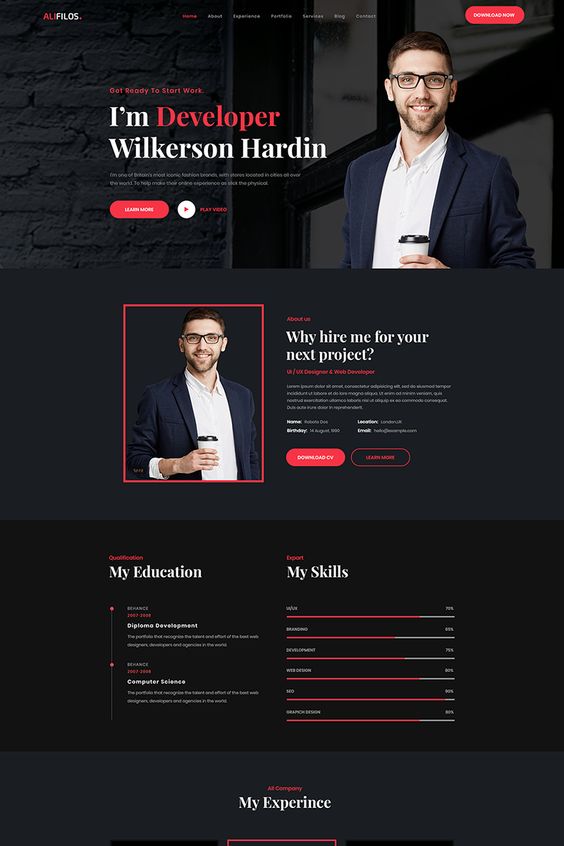 ALIFILOS.
Home About Experience Portfolio Services Blog Contact
DOWNLOAD NOW
Got Ready To Start Work.
I'm Developer
Wilkerson Hardin
I'm one of Britain's most iconic fashion brands, with stores located in cities all over
the world. To help make their online experience as slick the physical.
LEARN MORE
PLAY VIDEO
About us
Why hire me for your
next project?
UI / UX Designer & Web Developer
Lorem ipsum dolor sit amet, consectetur adipisicing elit, sed do eiusmod tempor
incididunt ut labore et dolo re magna aliqua. Ut enim ad minim veniam, quis
nostrud exercitation ullamco laboris nisi ut aliquip ex ea commodo consequat.
Duis aute irure dolor in reprehenderit.
Name: Roboto Dos Location: London,UK
Birthday: 14 August, 1990 Email: hello@example.com
DOWNLOAD CV
LEARN MORE
Qualification
My Education
BEHANCE
2007-2008
Diploma Development
The portfolio that recognize the talent and effort of the best web
designers, developers and agencies in the world.
BEHANCE
2007-2008
Computer Science
The portfolio that recognize the talent and effort of the best web
designers, developers and agencies in the world.
Expert
My Skills
UI/UX 70%
BRANDING 65%
DEVELOPMENT 75%
WEB DESIGN 80%
SEO 90%
GRAPICH DESIGN 80%
All Company
My Experince